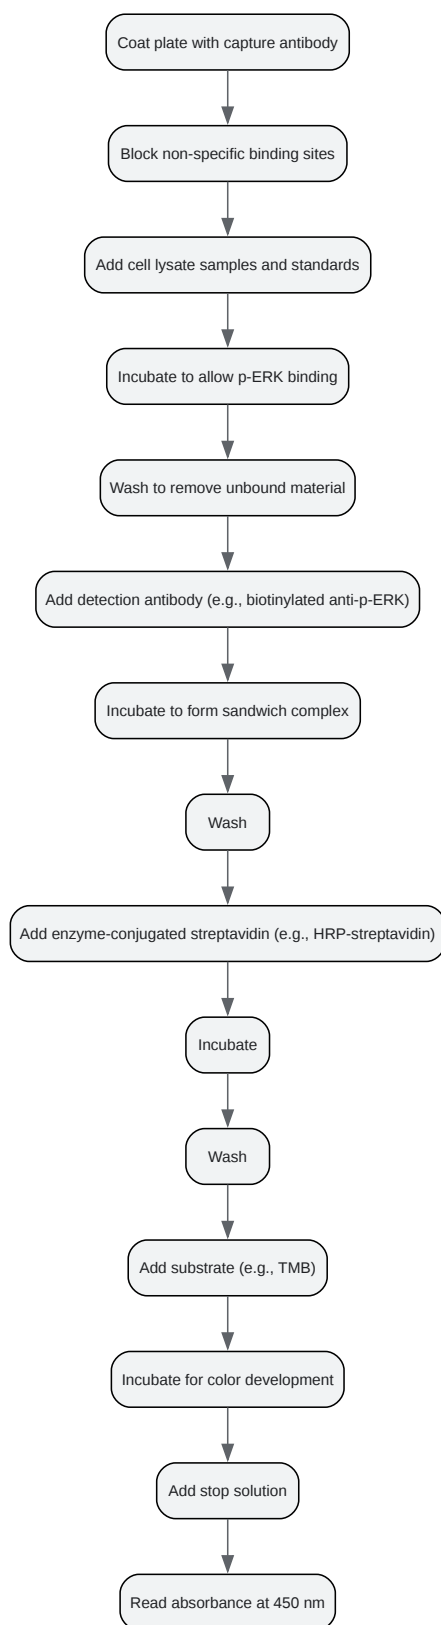 Coat plate with capture antibody
Block non-specific binding sites
Add cell lysate samples and standards
Incubate to allow p-ERK binding
Wash to remove unbound material
Add detection antibody (e.g., biotinylated anti-p-ERK)
Incubate to form sandwich complex
Wash
Add enzyme-conjugated streptavidin (e.g., HRP-streptavidin)
Incubate
Wash
Add substrate (e.g., TMB)
Incubate for color development
Add stop solution
Read absorbance at 450 nm